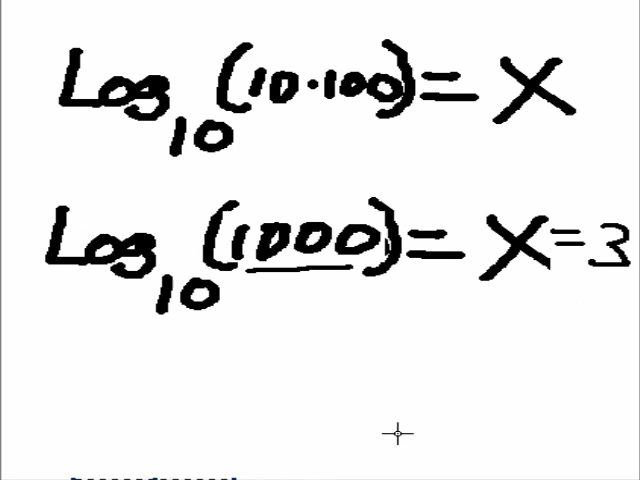 Log₁₀(10·100) = X
Log₁₀(1000) = X = 3